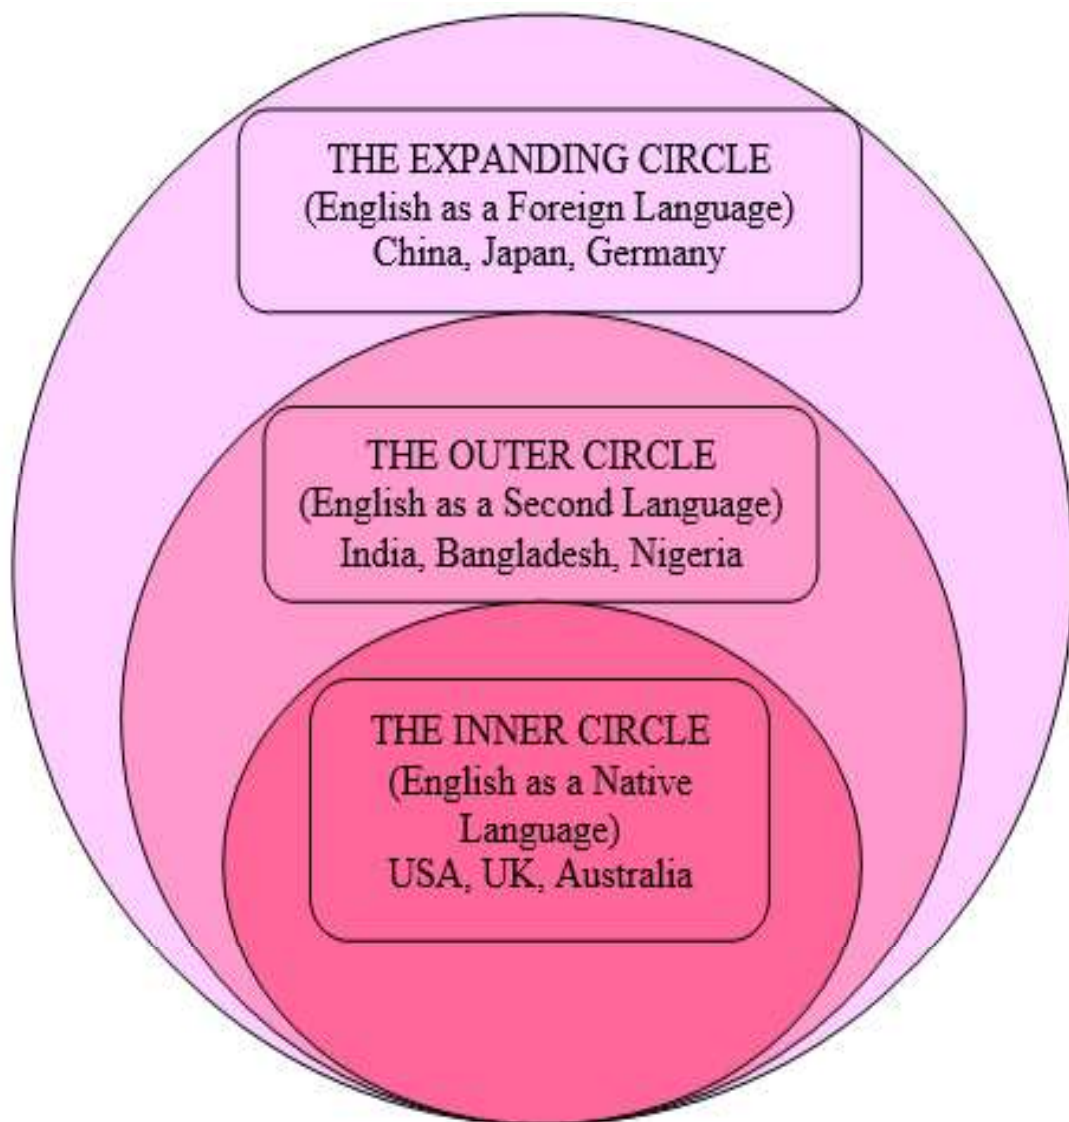 THE EXPANDING CIRCLE
(English as a Foreign Language)
China, Japan, Germany
THE OUTER CIRCLE
(English as a Second Language)
India, Bangladesh, Nigeria
THE INNER CIRCLE
(English as a Native
Language)
USA, UK, Australia